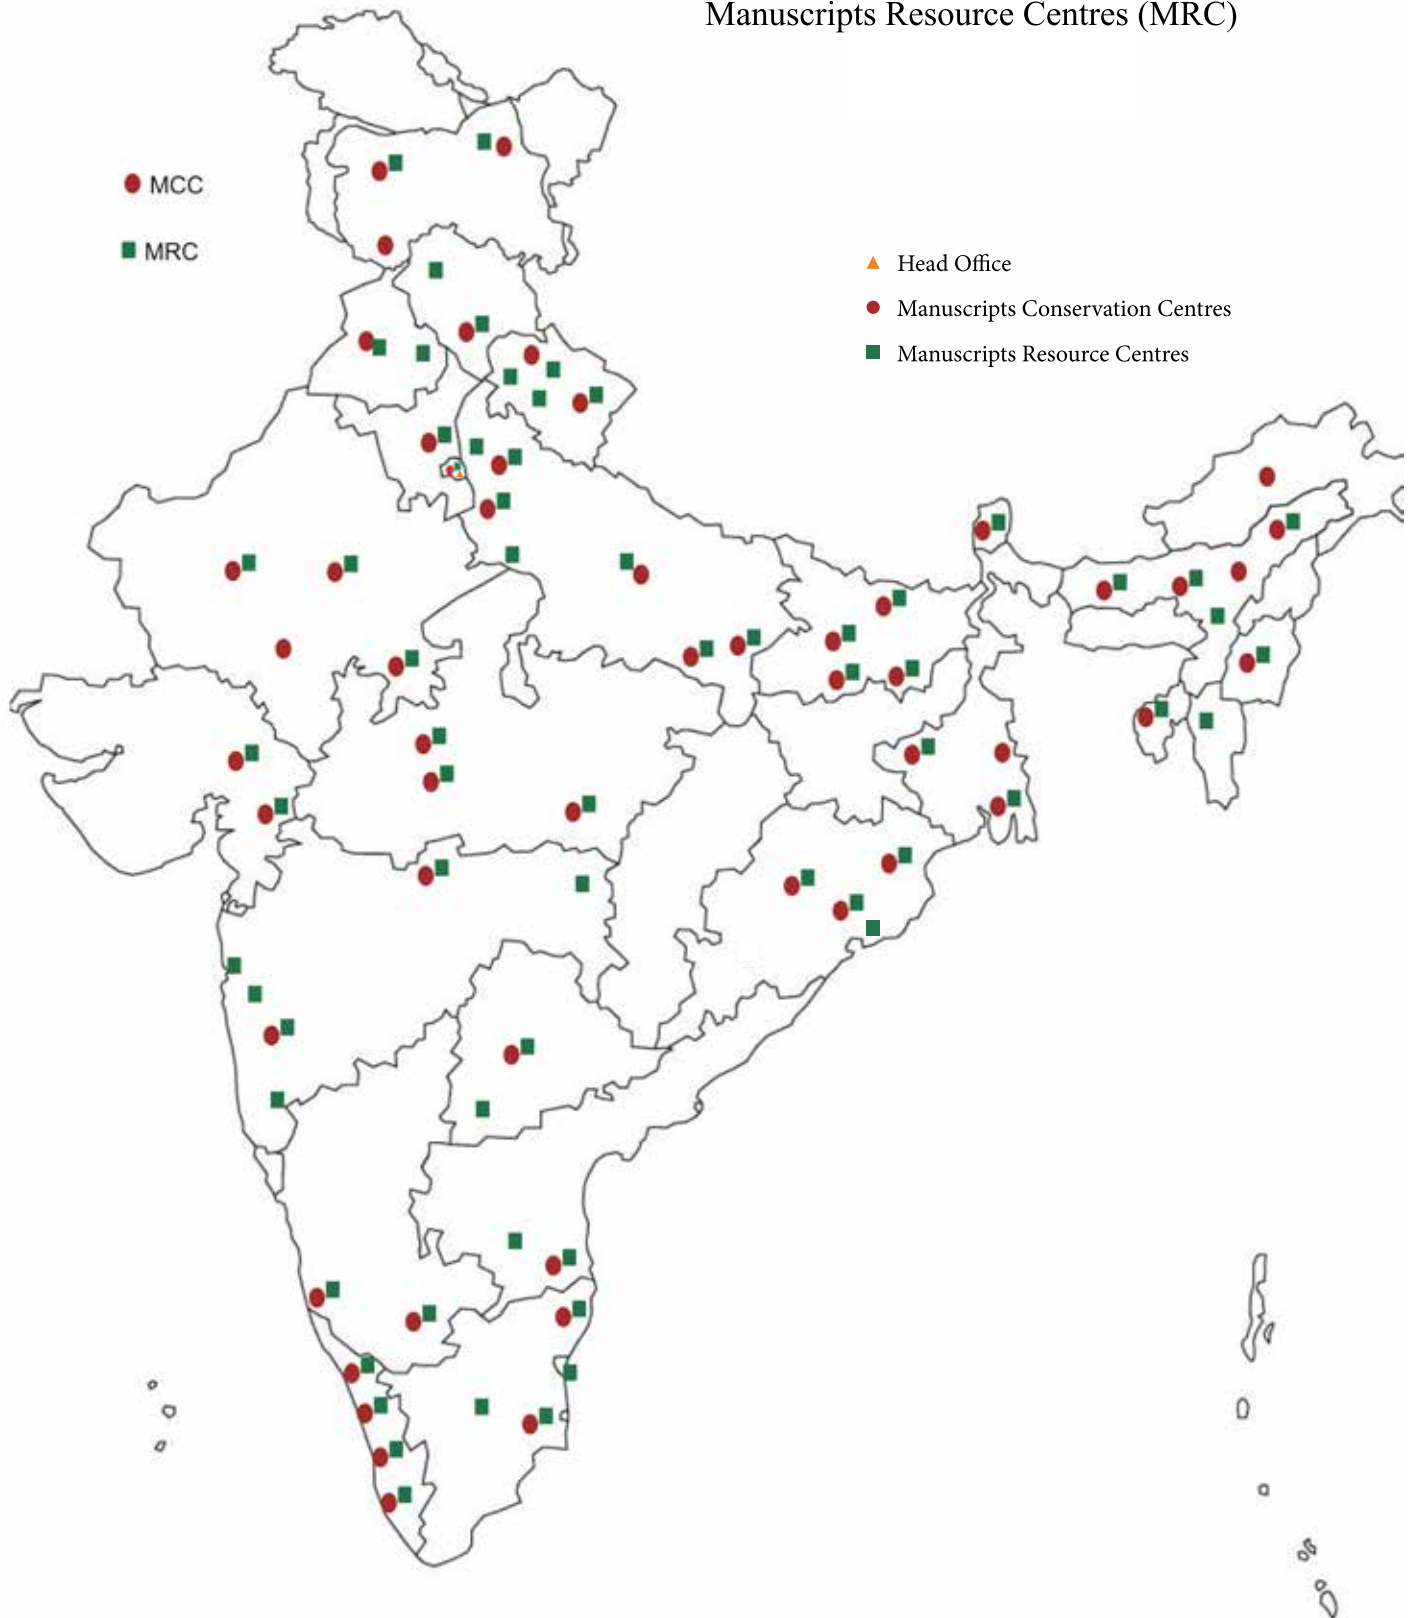 Manuscripts Resource Centres (MRC)
MCC
MRC
Head Office
Manuscripts Conservation Centres
Manuscripts Resource Centres